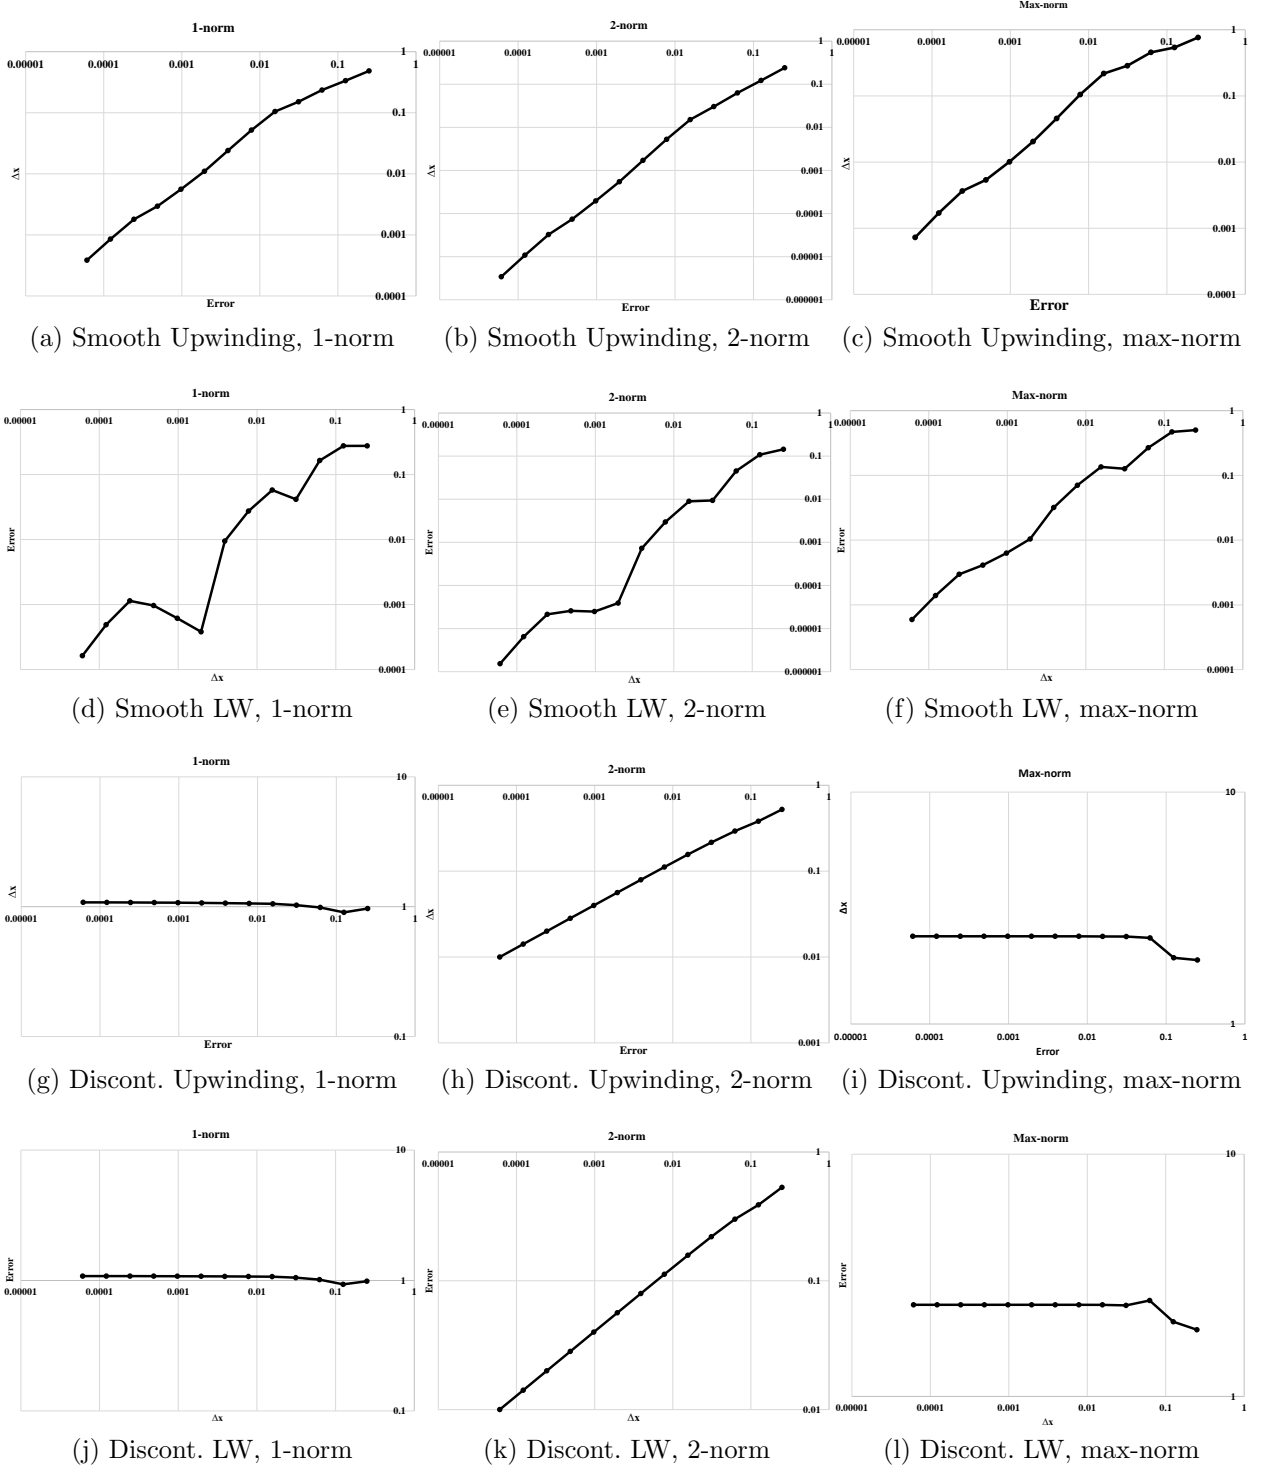 1-norm
0.00001 0.0001 0.001 0.01 0.1 1
1
0.1
0.01
0.001
0.0001
Δx
Error
(a) Smooth Upwinding, 1-norm
2-norm
0.00001 0.0001 0.001 0.01 0.1 1
1
0.1
0.01
0.001
0.0001
0.00001
0.000001
Δx
Error
(b) Smooth Upwinding, 2-norm
Max-norm
0.00001 0.0001 0.001 0.01 0.1 1
1
0.1
0.01
0.001
0.0001
Δx
Error
(c) Smooth Upwinding, max-norm
1-norm
0.00001 0.0001 0.001 0.01 0.1 1
1
0.1
0.01
0.001
0.0001
Error
Δx
(d) Smooth LW, 1-norm
2-norm
0.00001 0.0001 0.001 0.01 0.1 1
1
0.1
0.01
0.001
0.0001
0.00001
0.000001
Error
Δx
(e) Smooth LW, 2-norm
Max-norm
0.00001 0.0001 0.001 0.01 0.1 1
1
0.1
0.01
0.001
0.0001
Error
Δx
(f) Smooth LW, max-norm
1-norm
10
1
0.1
0.00001 0.0001 0.001 0.01 0.1 1
Δx
Error
(g) Discont. Upwinding, 1-norm
2-norm
0.00001 0.0001 0.001 0.01 0.1 1
1
0.1
0.01
0.001
Δx
Error
(h) Discont. Upwinding, 2-norm
Max-norm
10
1
0.00001 0.0001 0.001 0.01 0.1 1
Δx
Error
(i) Discont. Upwinding, max-norm
1-norm
10
1
0.1
0.00001 0.0001 0.001 0.01 0.1 1
Error
Δx
(j) Discont. LW, 1-norm
2-norm
0.00001 0.0001 0.001 0.01 0.1 1
1
0.1
0.01
Error
Δx
(k) Discont. LW, 2-norm
Max-norm
10
1
0.00001 0.0001 0.001 0.01 0.1 1
Error
Δx
(l) Discont. LW, max-norm